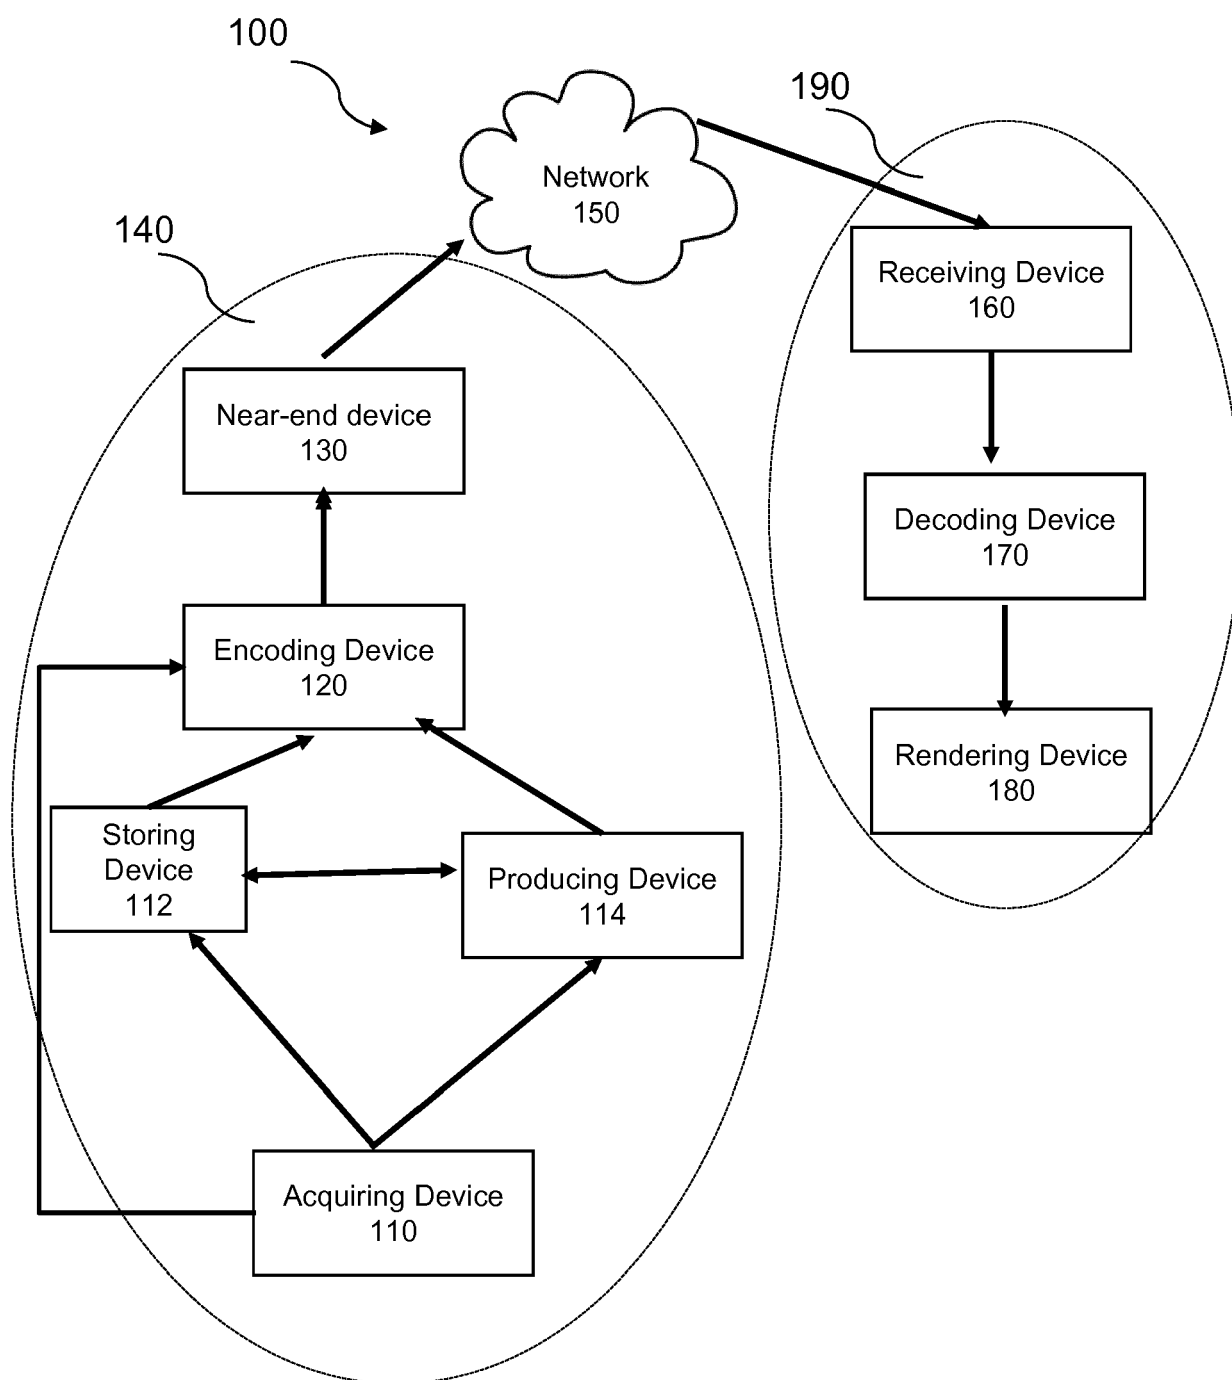 100
190
Network
150
140
Receiving Device
160
Near-end device
130
Decoding Device
170
Encoding Device
120
Rendering Device
180
Storing
Device
112
Producing Device
114
Acquiring Device
110